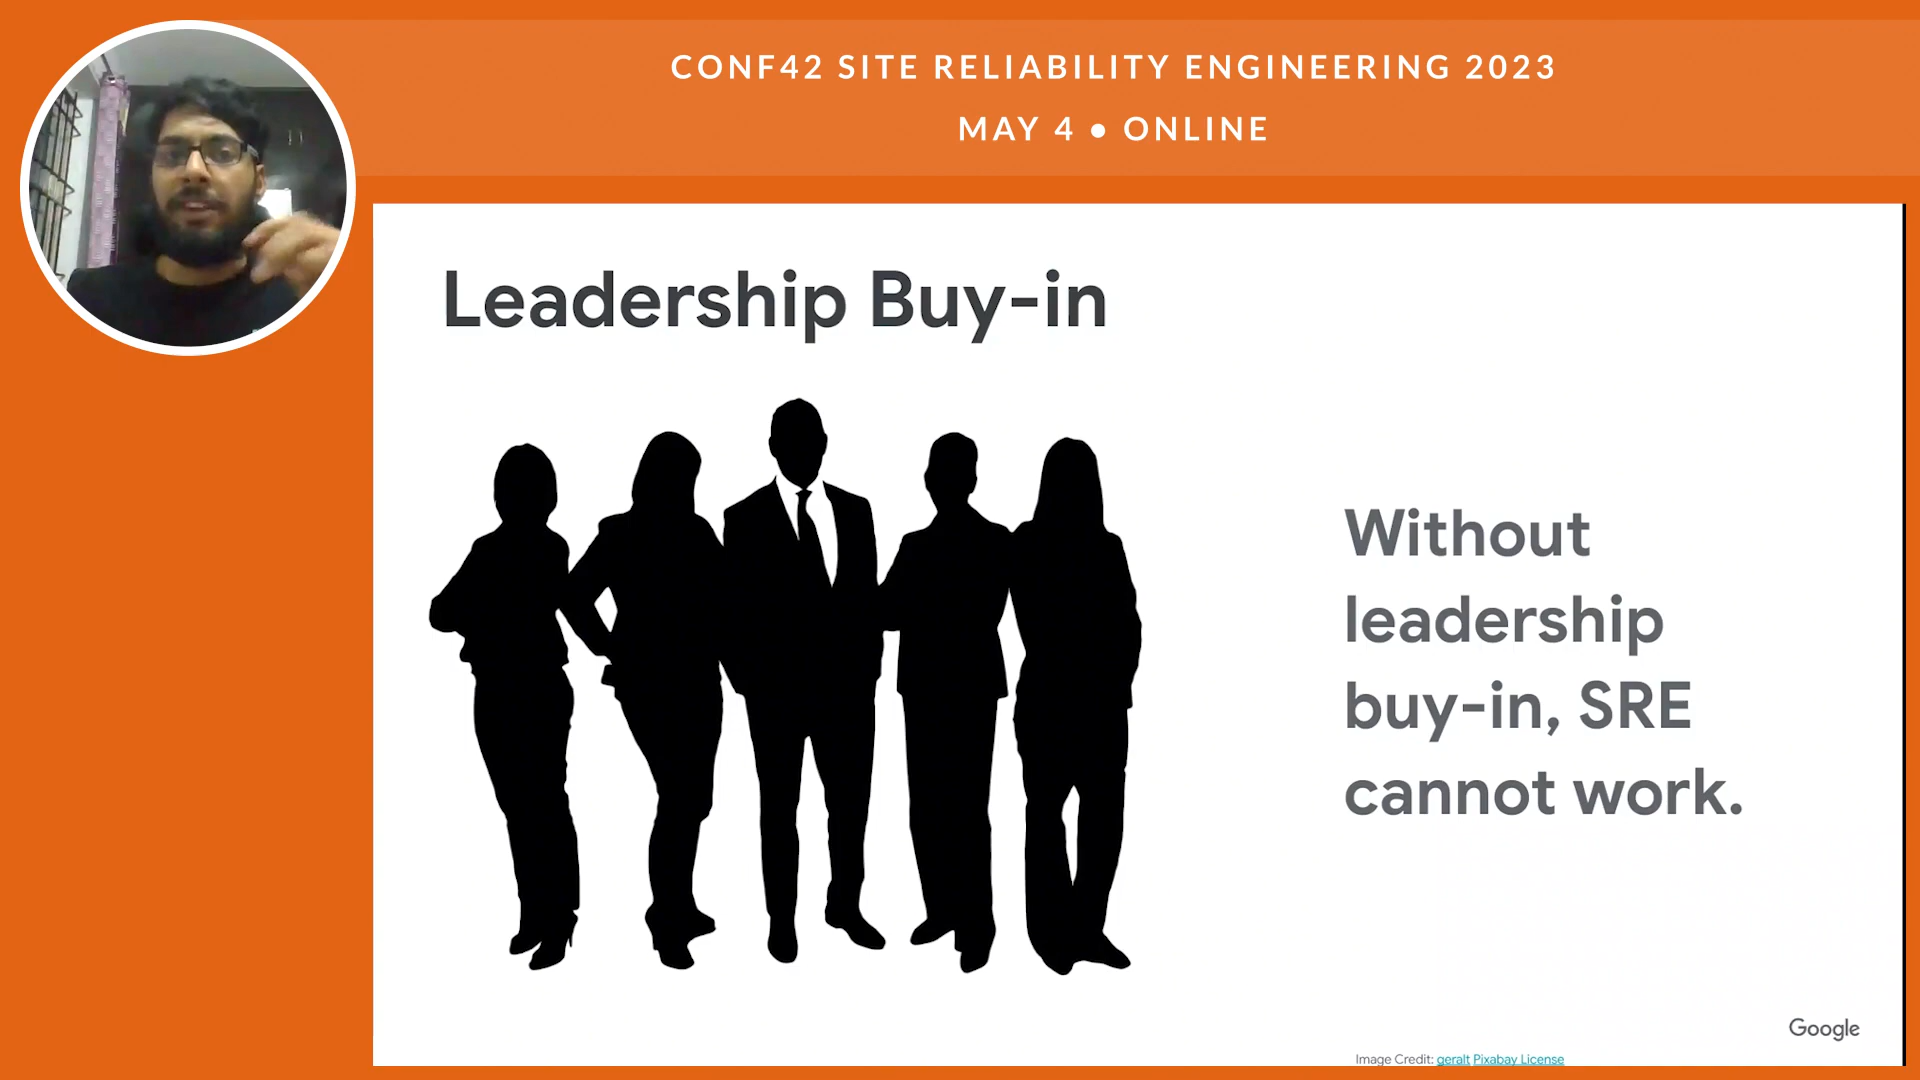 CONF42 SITE RELIABILITY ENGINEERING 2023
MAY 4 ● ONLINE
Leadership Buy-in
Without
leadership
buy-in, SRE
cannot work.
Google
Image Credit: geralt Pixabay License